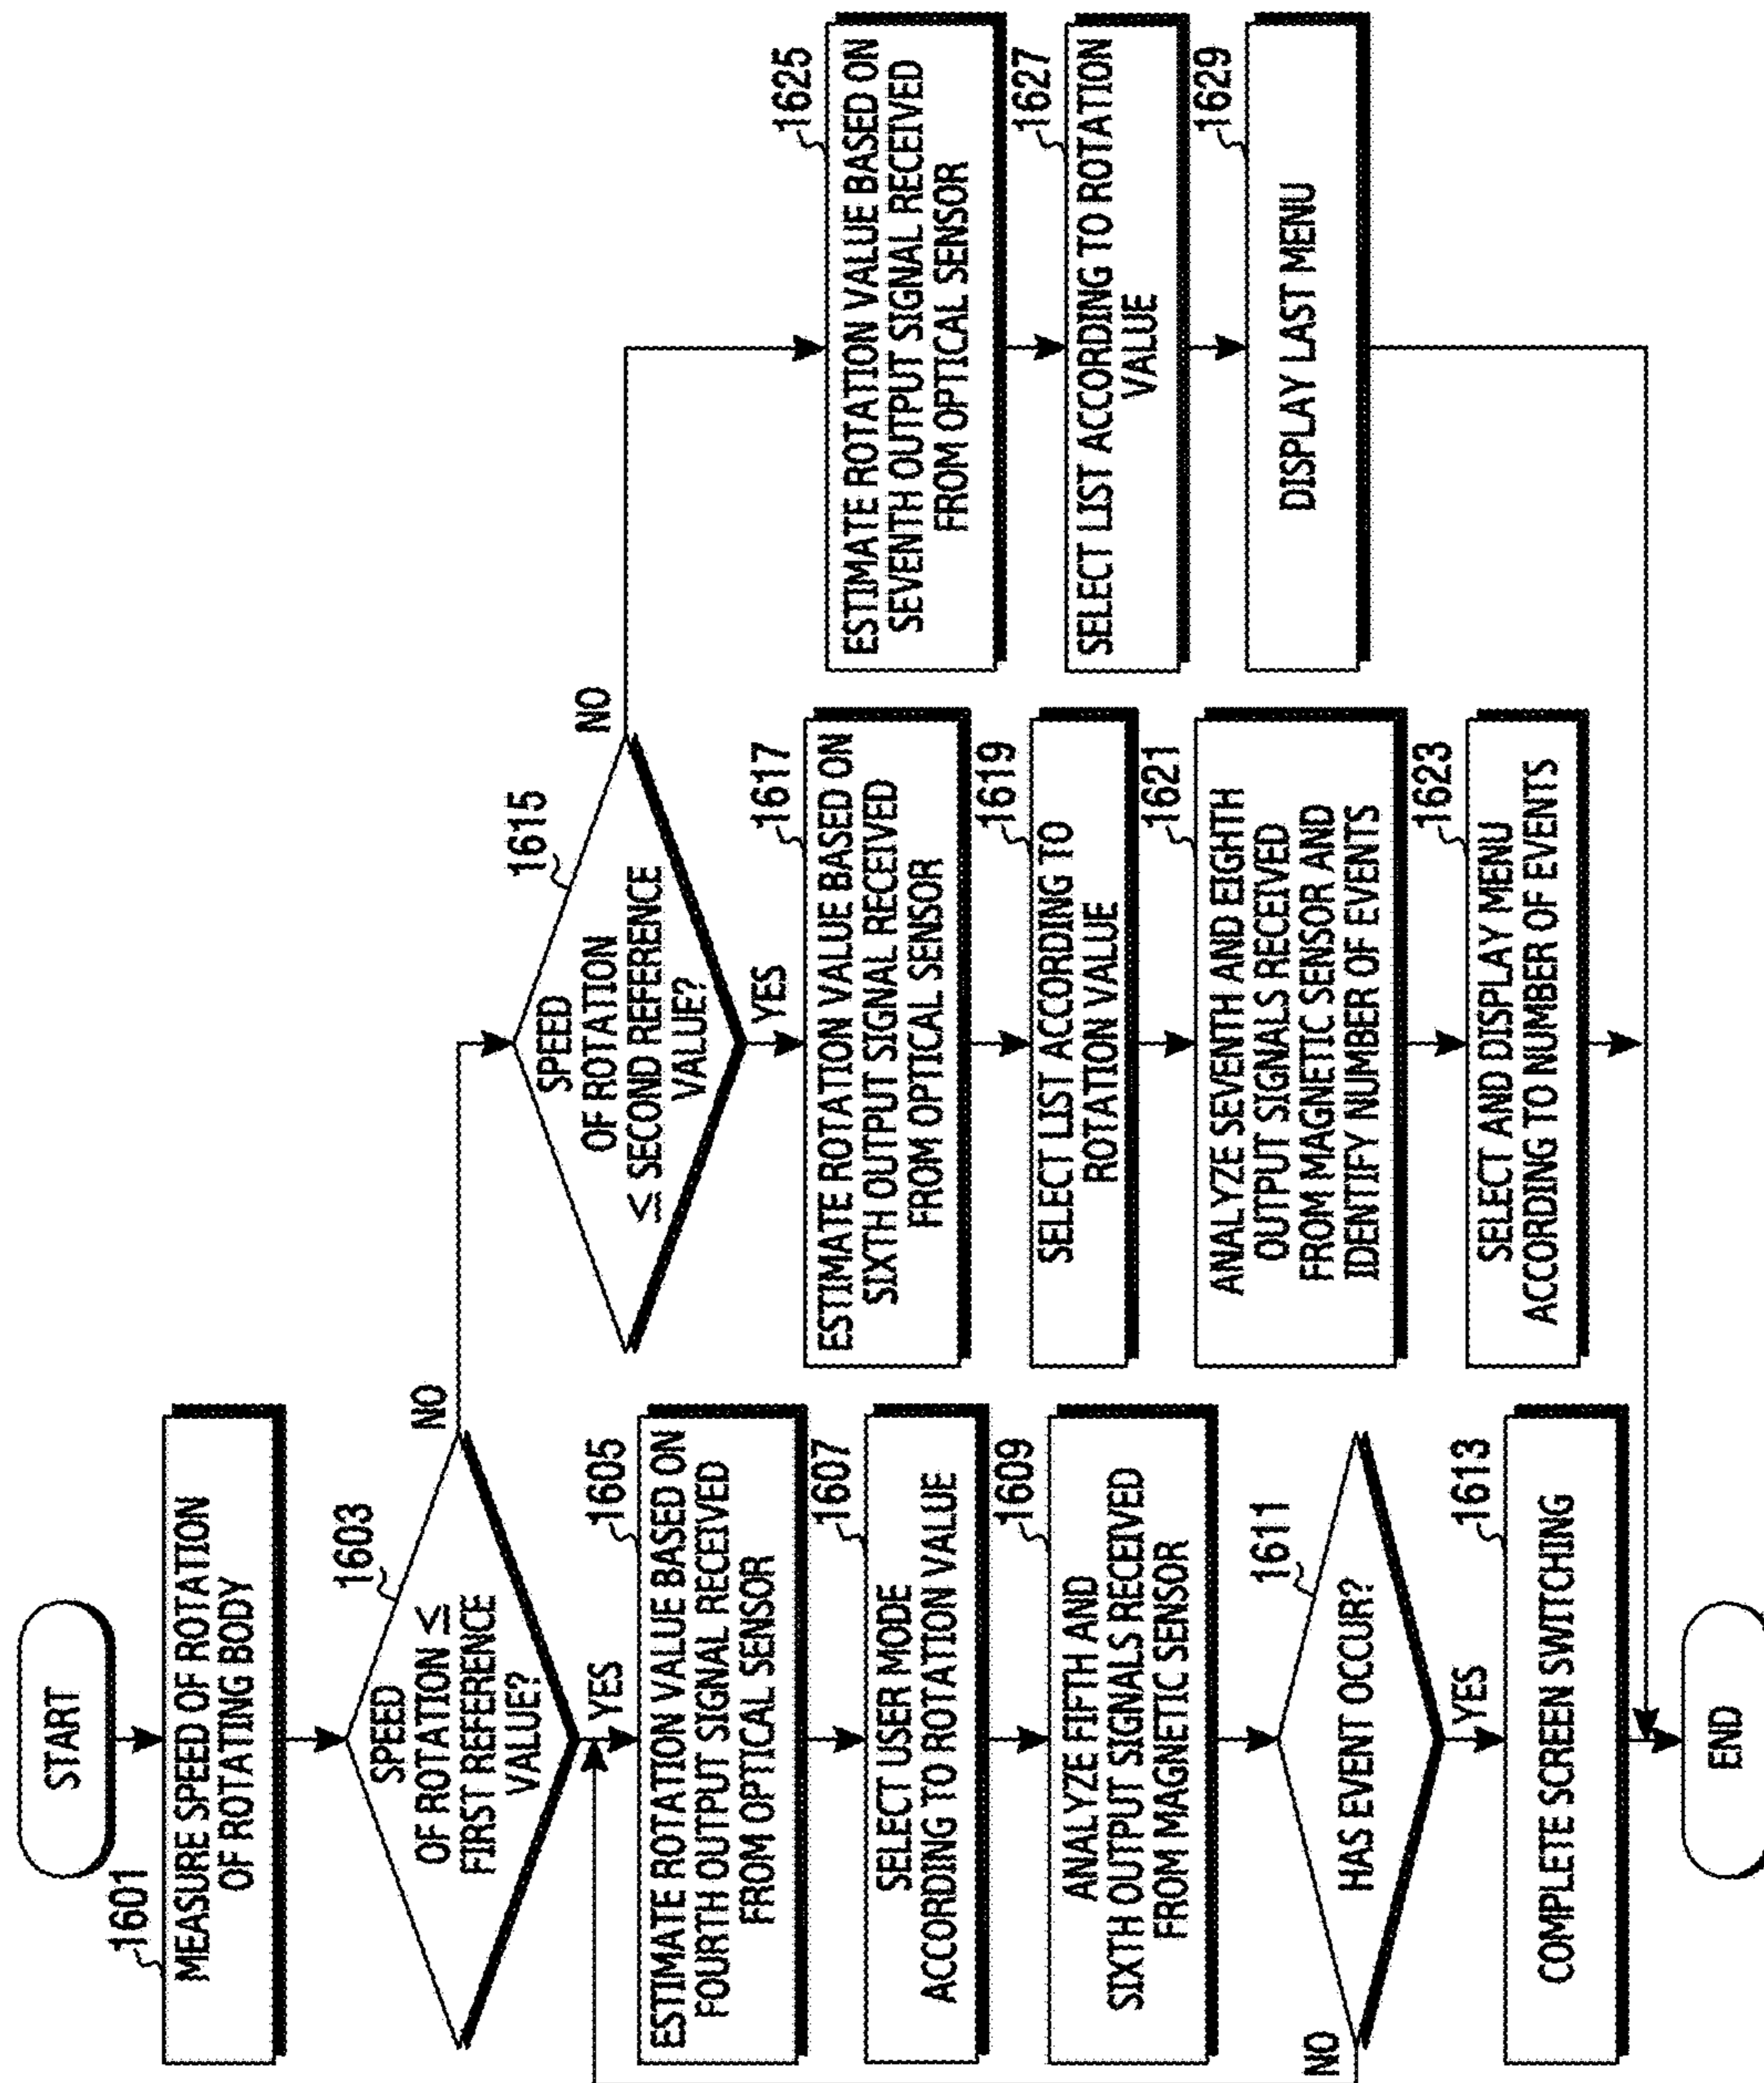 START
1601
MEASURE SPEED OF ROTATION
OF ROTATING BODY
1603
SPEED
OF ROTATION ≤
FIRST REFERENCE
VALUE?
NO
YES
1605
ESTIMATE ROTATION VALUE BASED ON
FOURTH OUTPUT SIGNAL RECEIVED
FROM OPTICAL SENSOR
1607
SELECT USER MODE
ACCORDING TO ROTATION VALUE
1609
ANALYZE FIFTH AND
SIXTH OUTPUT SIGNALS RECEIVED
FROM MAGNETIC SENSOR
1611
HAS EVENT OCCUR?
NO
YES
1613
COMPLETE SCREEN SWITCHING
1615
SPEED
OF ROTATION
≤ SECOND REFERENCE
VALUE?
NO
YES
1617
ESTIMATE ROTATION VALUE BASED ON
SIXTH OUTPUT SIGNAL RECEIVED
FROM OPTICAL SENSOR
1619
SELECT LIST ACCORDING TO
ROTATION VALUE
1621
ANALYZE SEVENTH AND EIGHTH
OUTPUT SIGNALS RECEIVED
FROM MAGNETIC SENSOR AND
IDENTIFY NUMBER OF EVENTS
1623
SELECT AND DISPLAY MENU
ACCORDING TO NUMBER OF EVENTS
1625
ESTIMATE ROTATION VALUE BASED ON
SEVENTH OUTPUT SIGNAL RECEIVED
FROM OPTICAL SENSOR
1627
SELECT LIST ACCORDING TO ROTATION
VALUE
1629
DISPLAY LAST MENU
END